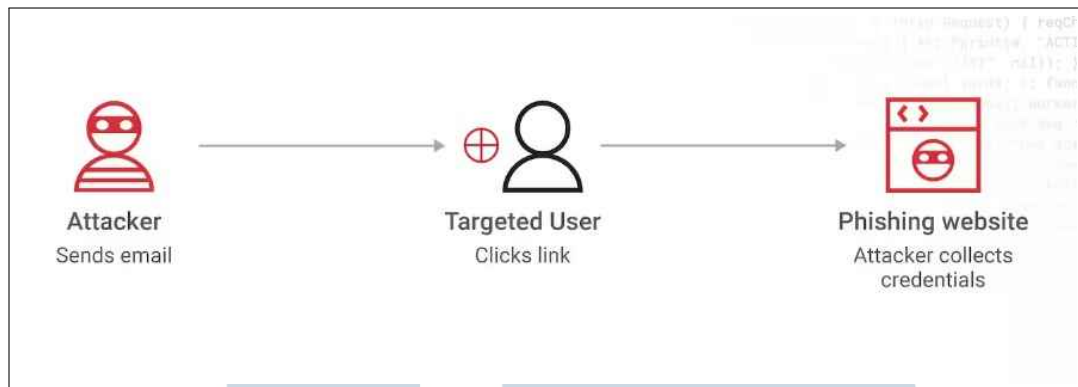 Attacker
Sends email
Targeted User
Clicks link
Phishing website
Attacker collects
credentials